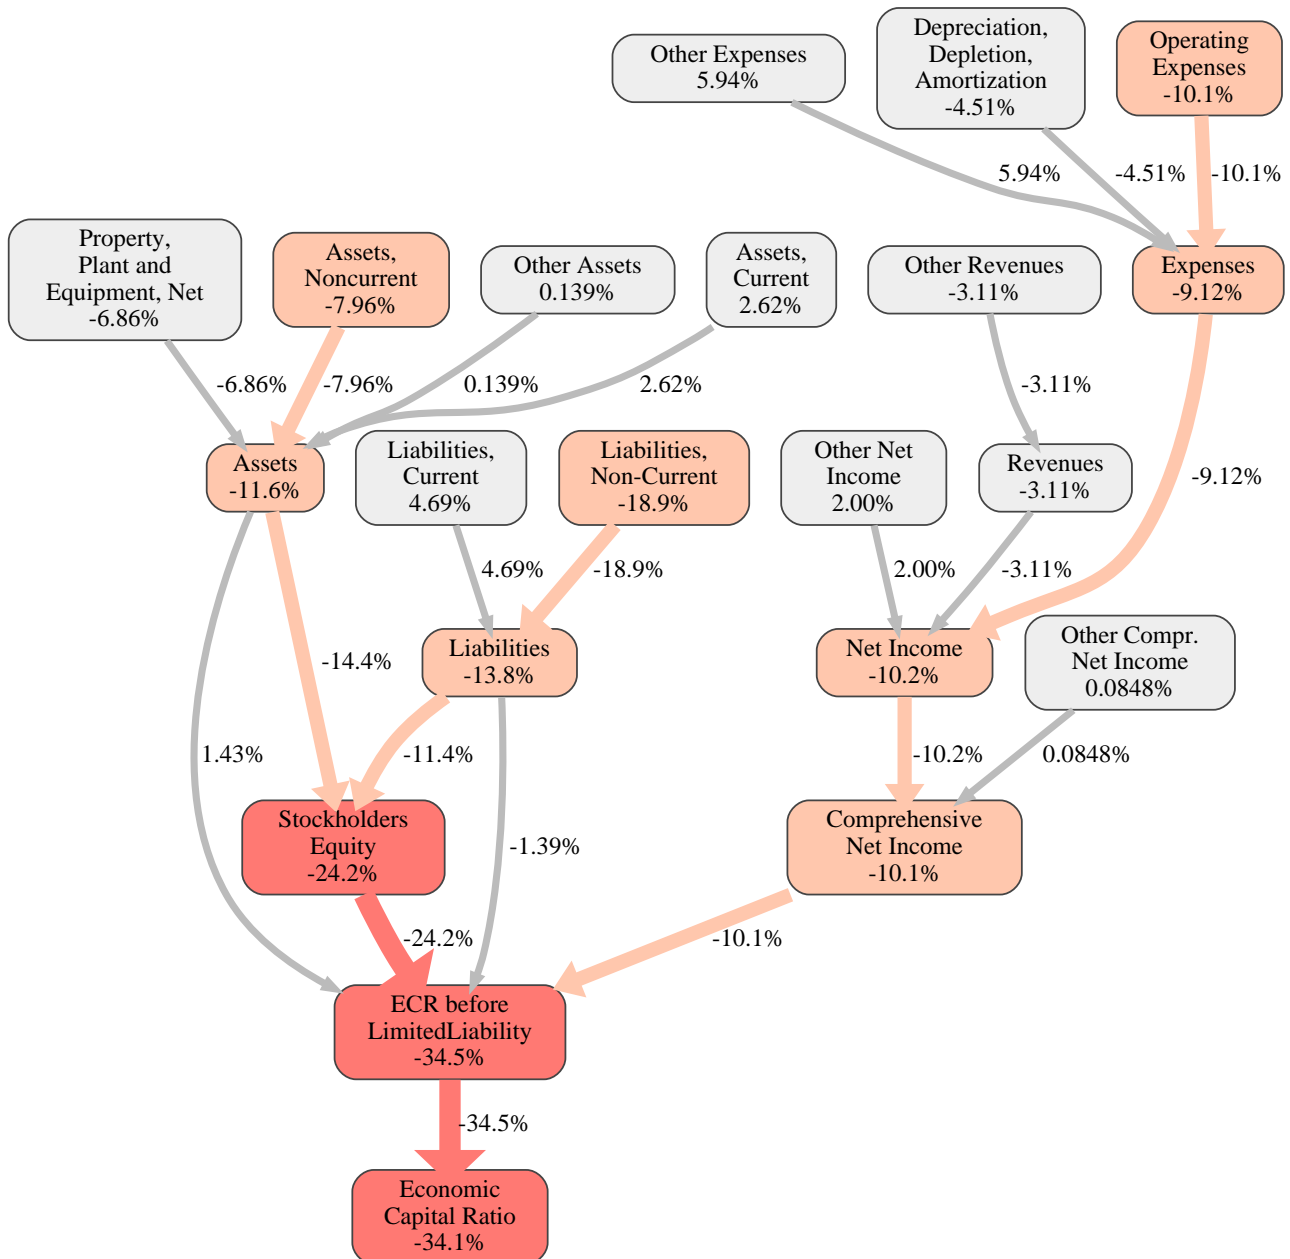 Other Expenses
5.94%
Depreciation,
Depletion,
Amortization
-4.51%
Operating
Expenses
-10.1%
5.94%
-4.51%
-10.1%
Property,
Plant and
Equipment, Net
-6.86%
Assets,
Noncurrent
-7.96%
Other Assets
0.139%
Assets,
Current
2.62%
Other Revenues
-3.11%
Expenses
-9.12%
-6.86%
-7.96%
0.139%
2.62%
-3.11%
Assets
-11.6%
Liabilities,
Current
4.69%
Liabilities,
Non-Current
-18.9%
Other Net
Income
2.00%
Revenues
-3.11%
-9.12%
4.69%
-18.9%
2.00%
-3.11%
-14.4%
Liabilities
-13.8%
Net Income
-10.2%
Other Compr.
Net Income
0.0848%
1.43%
-11.4%
-10.2%
0.0848%
Stockholders
Equity
-24.2%
-1.39%
Comprehensive
Net Income
-10.1%
-24.2%
-10.1%
ECR before
LimitedLiability
-34.5%
-34.5%
Economic
Capital Ratio
-34.1%